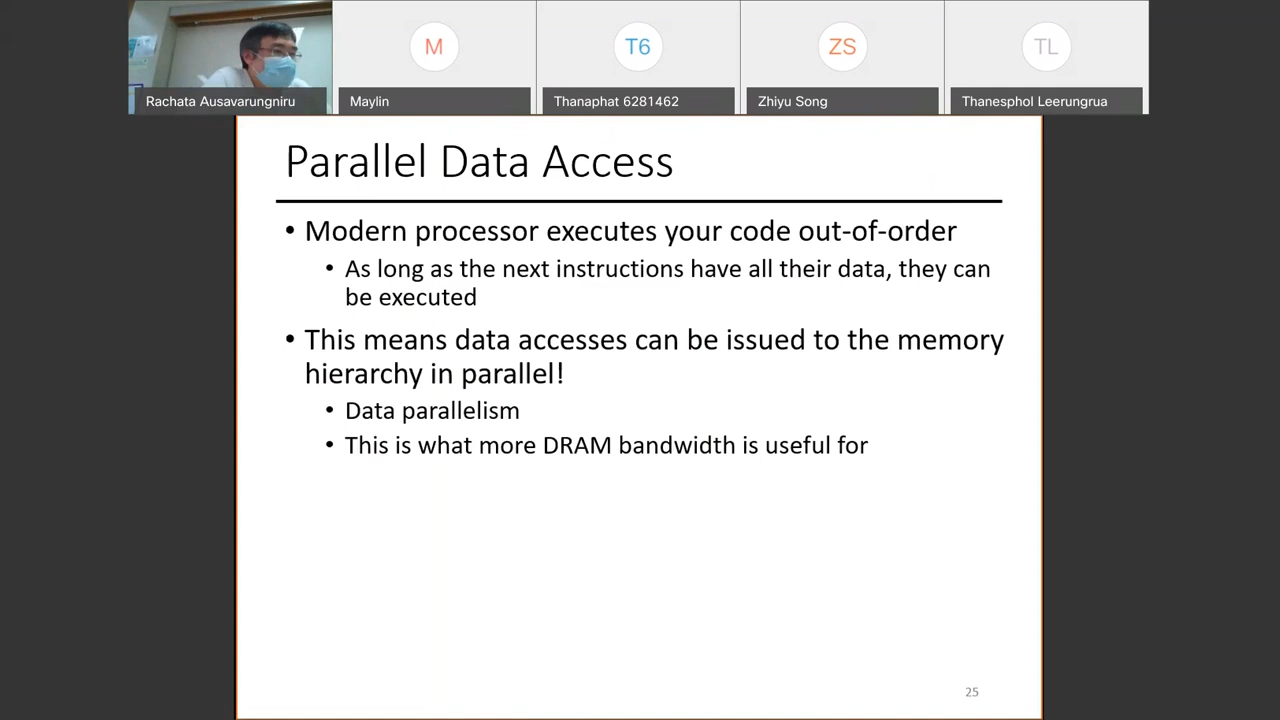 M
T6
ZS
TL
Rachata Ausavarungniru
Maylin
Thanaphat 6281462
Zhiyu Song
Thanesphol Leerungrua
Parallel Data Access
• Modern processor executes your code out-of-order
• As long as the next instructions have all their data, they can
be executed
• This means data accesses can be issued to the memory
hierarchy in parallel!
• Data parallelism
• This is what more DRAM bandwidth is useful for
25